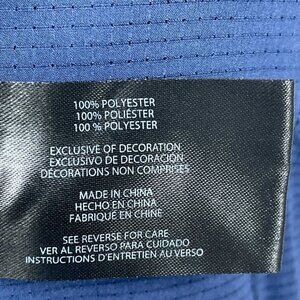 100% POLYESTER
100% POLIÉSTER
100 % POLYESTER
EXCLUSIVE OF DECORATION
EXCLUSIVO DE DECORACIÓN
DÉCORATIONS NON COMPRISES
MADE IN CHINA
HECHO EN CHINA
FABRIQUÉ EN CHINE
SEE REVERSE FOR CARE
VER AL REVERSO PARA CUIDADO
INSTRUCTIONS D'ENTRETIEN AU VERSO